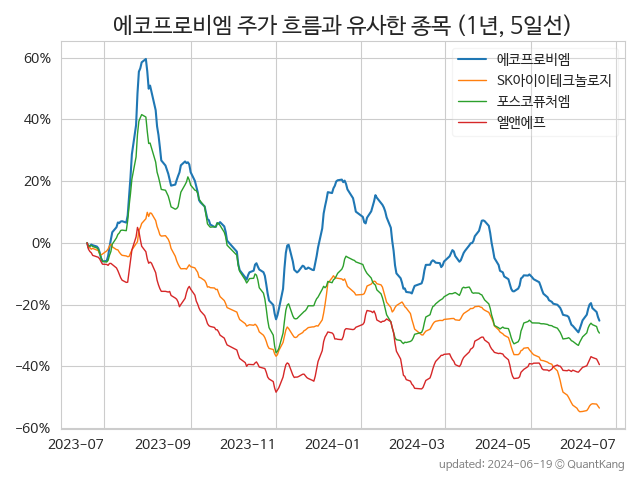 에코프로비엠 주가 흐름과 유사한 종목 (1년, 5일선)
에코프로비엠
SK아이이테크놀로지
포스코퓨처엠
엘앤에프
60%
40%
20%
0%
−20%
−40%
−60%
2023-07 2023-09 2023-11 2024-01 2024-03 2024-05 2024-07
updated: 2024-06-19 © QuantKang